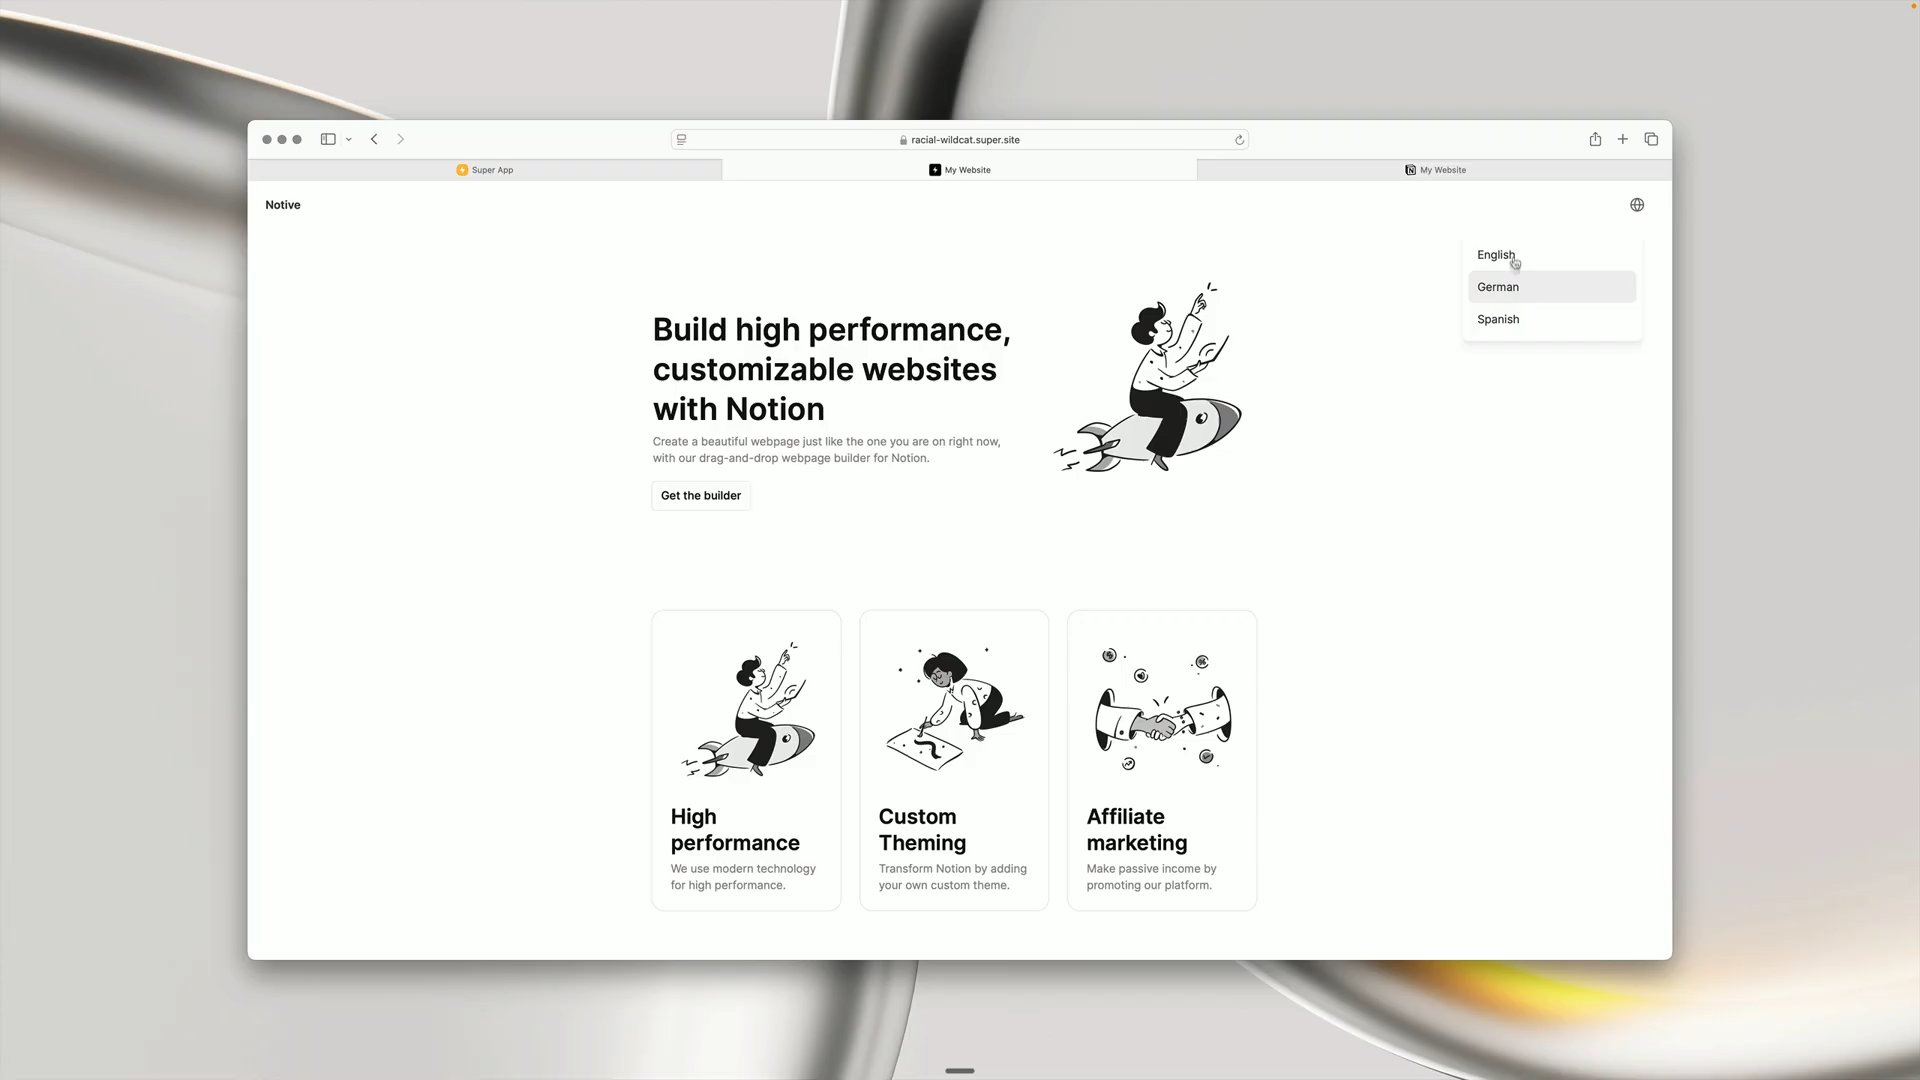 racial-wildcat.super.site
Super App
My Website
My Website
Notive
English
German
Spanish
Build high performance,
customizable websites
with Notion
Create a beautiful webpage just like the one you are on right now,
with our drag-and-drop webpage builder for Notion.
Get the builder
High
performance
We use modern technology
for high performance.
Custom
Theming
Transform Notion by adding
your own custom theme.
Affiliate
marketing
Make passive income by
promoting our platform.